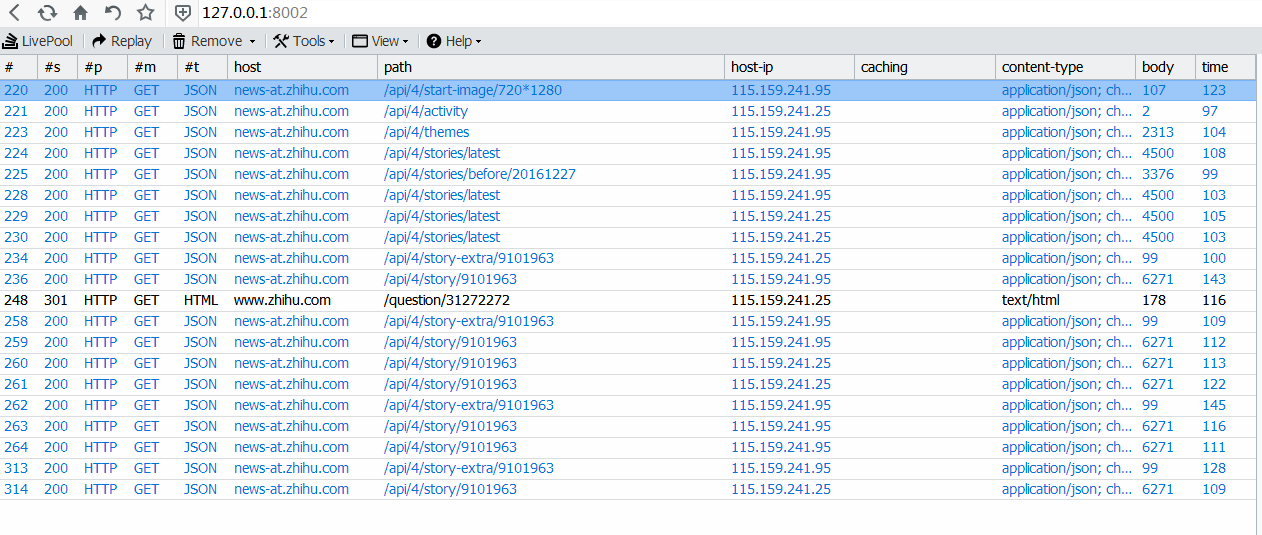 127.0.0.1:8002
LivePool Replay Remove Tools View Help
# #s #p #m #t host path host-ip caching content-type body time
220 200 HTTP GET JSON news-at.zhihu.com /api/4/start-image/720*1280 115.159.241.95 application/json; ch... 107 123
221 200 HTTP GET JSON news-at.zhihu.com /api/4/activity 115.159.241.25 application/json; ch... 2 97
223 200 HTTP GET JSON news-at.zhihu.com /api/4/themes 115.159.241.95 application/json; ch... 2313 104
224 200 HTTP GET JSON news-at.zhihu.com /api/4/stories/latest 115.159.241.95 application/json; ch... 4500 108
225 200 HTTP GET JSON news-at.zhihu.com /api/4/stories/before/20161227 115.159.241.95 application/json; ch... 3376 99
228 200 HTTP GET JSON news-at.zhihu.com /api/4/stories/latest 115.159.241.95 application/json; ch... 4500 103
229 200 HTTP GET JSON news-at.zhihu.com /api/4/stories/latest 115.159.241.25 application/json; ch... 4500 105
230 200 HTTP GET JSON news-at.zhihu.com /api/4/stories/latest 115.159.241.95 application/json; ch... 4500 103
234 200 HTTP GET JSON news-at.zhihu.com /api/4/story-extra/9101963 115.159.241.95 application/json; ch... 99 100
236 200 HTTP GET JSON news-at.zhihu.com /api/4/story/9101963 115.159.241.95 application/json; ch... 6271 143
248 301 HTTP GET HTML www.zhihu.com /question/31272272 115.159.241.25 text/html 178 116
258 200 HTTP GET JSON news-at.zhihu.com /api/4/story-extra/9101963 115.159.241.95 application/json; ch... 99 109
259 200 HTTP GET JSON news-at.zhihu.com /api/4/story/9101963 115.159.241.95 application/json; ch... 6271 112
260 200 HTTP GET JSON news-at.zhihu.com /api/4/story/9101963 115.159.241.25 application/json; ch... 6271 113
261 200 HTTP GET JSON news-at.zhihu.com /api/4/story/9101963 115.159.241.25 application/json; ch... 6271 122
262 200 HTTP GET JSON news-at.zhihu.com /api/4/story-extra/9101963 115.159.241.95 application/json; ch... 99 145
263 200 HTTP GET JSON news-at.zhihu.com /api/4/story/9101963 115.159.241.95 application/json; ch... 6271 116
264 200 HTTP GET JSON news-at.zhihu.com /api/4/story/9101963 115.159.241.95 application/json; ch... 6271 111
313 200 HTTP GET JSON news-at.zhihu.com /api/4/story-extra/9101963 115.159.241.25 application/json; ch... 99 128
314 200 HTTP GET JSON news-at.zhihu.com /api/4/story/9101963 115.159.241.25 application/json; ch... 6271 109